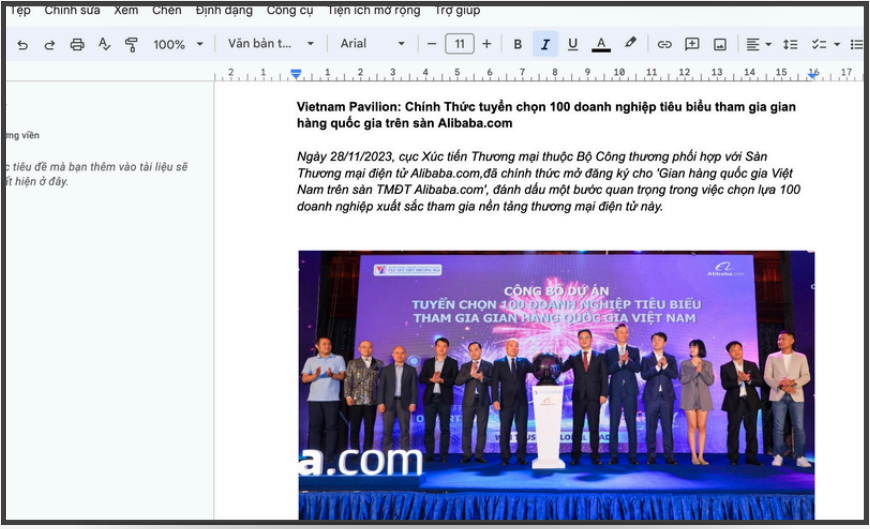 Tệp Chỉnh sửa Xem Chèn Định dạng Công cụ Tiện ích mở rộng Trợ giúp
100% Văn bản t... Arial 11 B I U A
2 1 1 2 3 4 5 6 7 8 9 10 11 12 13 14 15 16 17
ơng viền
c tiêu đề mà bạn thêm vào tài liệu sẽ
ất hiện ở đây.
Vietnam Pavilion: Chính Thức tuyển chọn 100 doanh nghiệp tiêu biểu tham gia gian
hàng quốc gia trên sàn Alibaba.com
Ngày 28/11/2023, cục Xúc tiến Thương mại thuộc Bộ Công thương phối hợp với Sàn
Thương mại điện tử Alibaba.com,đã chính thức mở đăng ký cho 'Gian hàng quốc gia Việt
Nam trên sàn TMĐT Alibaba.com', đánh dấu một bước quan trọng trong việc chọn lựa 100
doanh nghiệp xuất sắc tham gia nền tảng thương mại điện tử này.
CỤC XÚC TIẾN THƯƠNG MẠI
Alibaba.com
CÔNG BỐ DỰ ÁN
TUYỂN CHỌN 100 DOANH NGHIỆP TIÊU BIỂU
THAM GIA GIAN HÀNG QUỐC GIA VIỆT NAM
a.com